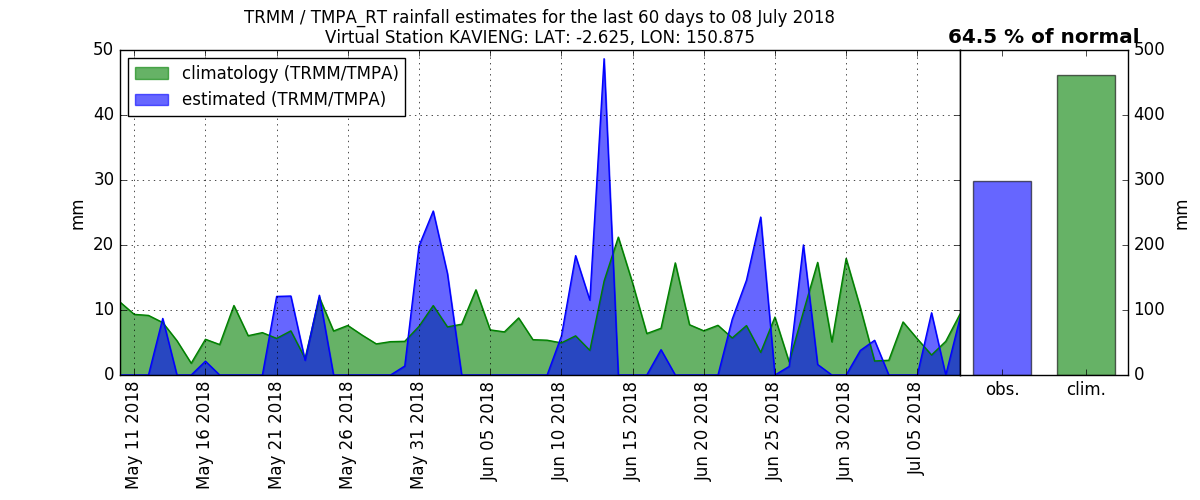 TRMM / TMPA_RT rainfall estimates for the last 60 days to 08 July 2018
Virtual Station KAVIENG: LAT: -2.625, LON: 150.875
64.5 % of normal
climatology (TRMM/TMPA)
estimated (TRMM/TMPA)
50
40
30
20
10
0
mm
May 11 2018
May 16 2018
May 21 2018
May 26 2018
May 31 2018
Jun 05 2018
Jun 10 2018
Jun 15 2018
Jun 20 2018
Jun 25 2018
Jun 30 2018
Jul 05 2018
obs.
clim.
500
400
300
200
100
0
mm